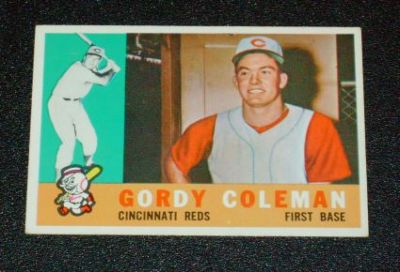 C
GORDY COLEMAN
CINCINNATI REDS FIRST BASE